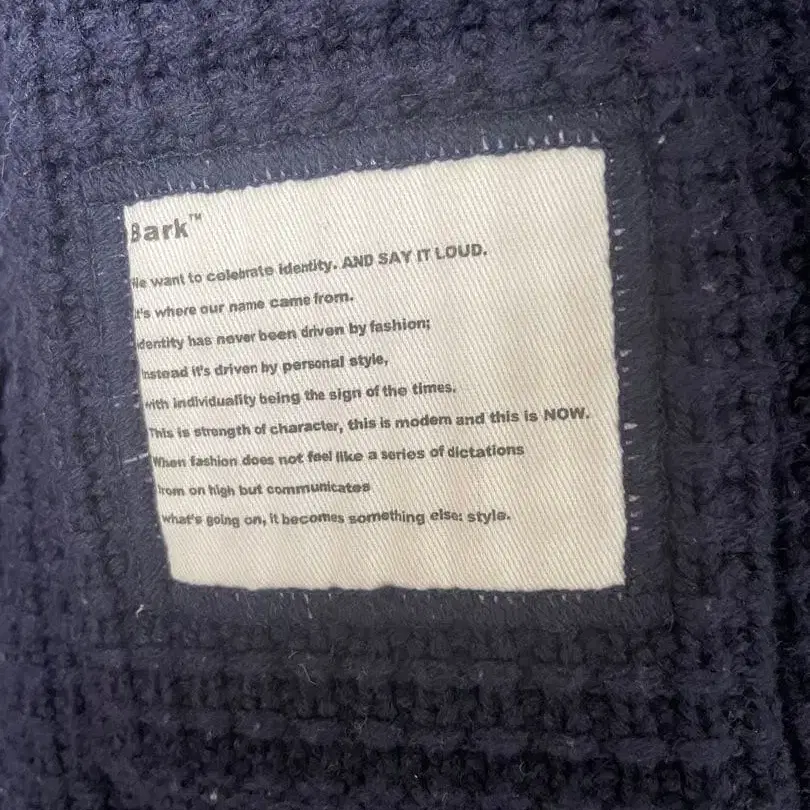 Bark™
We want to celebrate identity. AND SAY IT LOUD.
It's where our name came from.
identity has never been driven by fashion;
instead it's driven by personal style,
with individuality being the sign of the times.
This is strength of character, this is modern and this is NOW.
When fashion does not feel like a series of dictations
from on high but communicates
what's going on, it becomes something else: style.